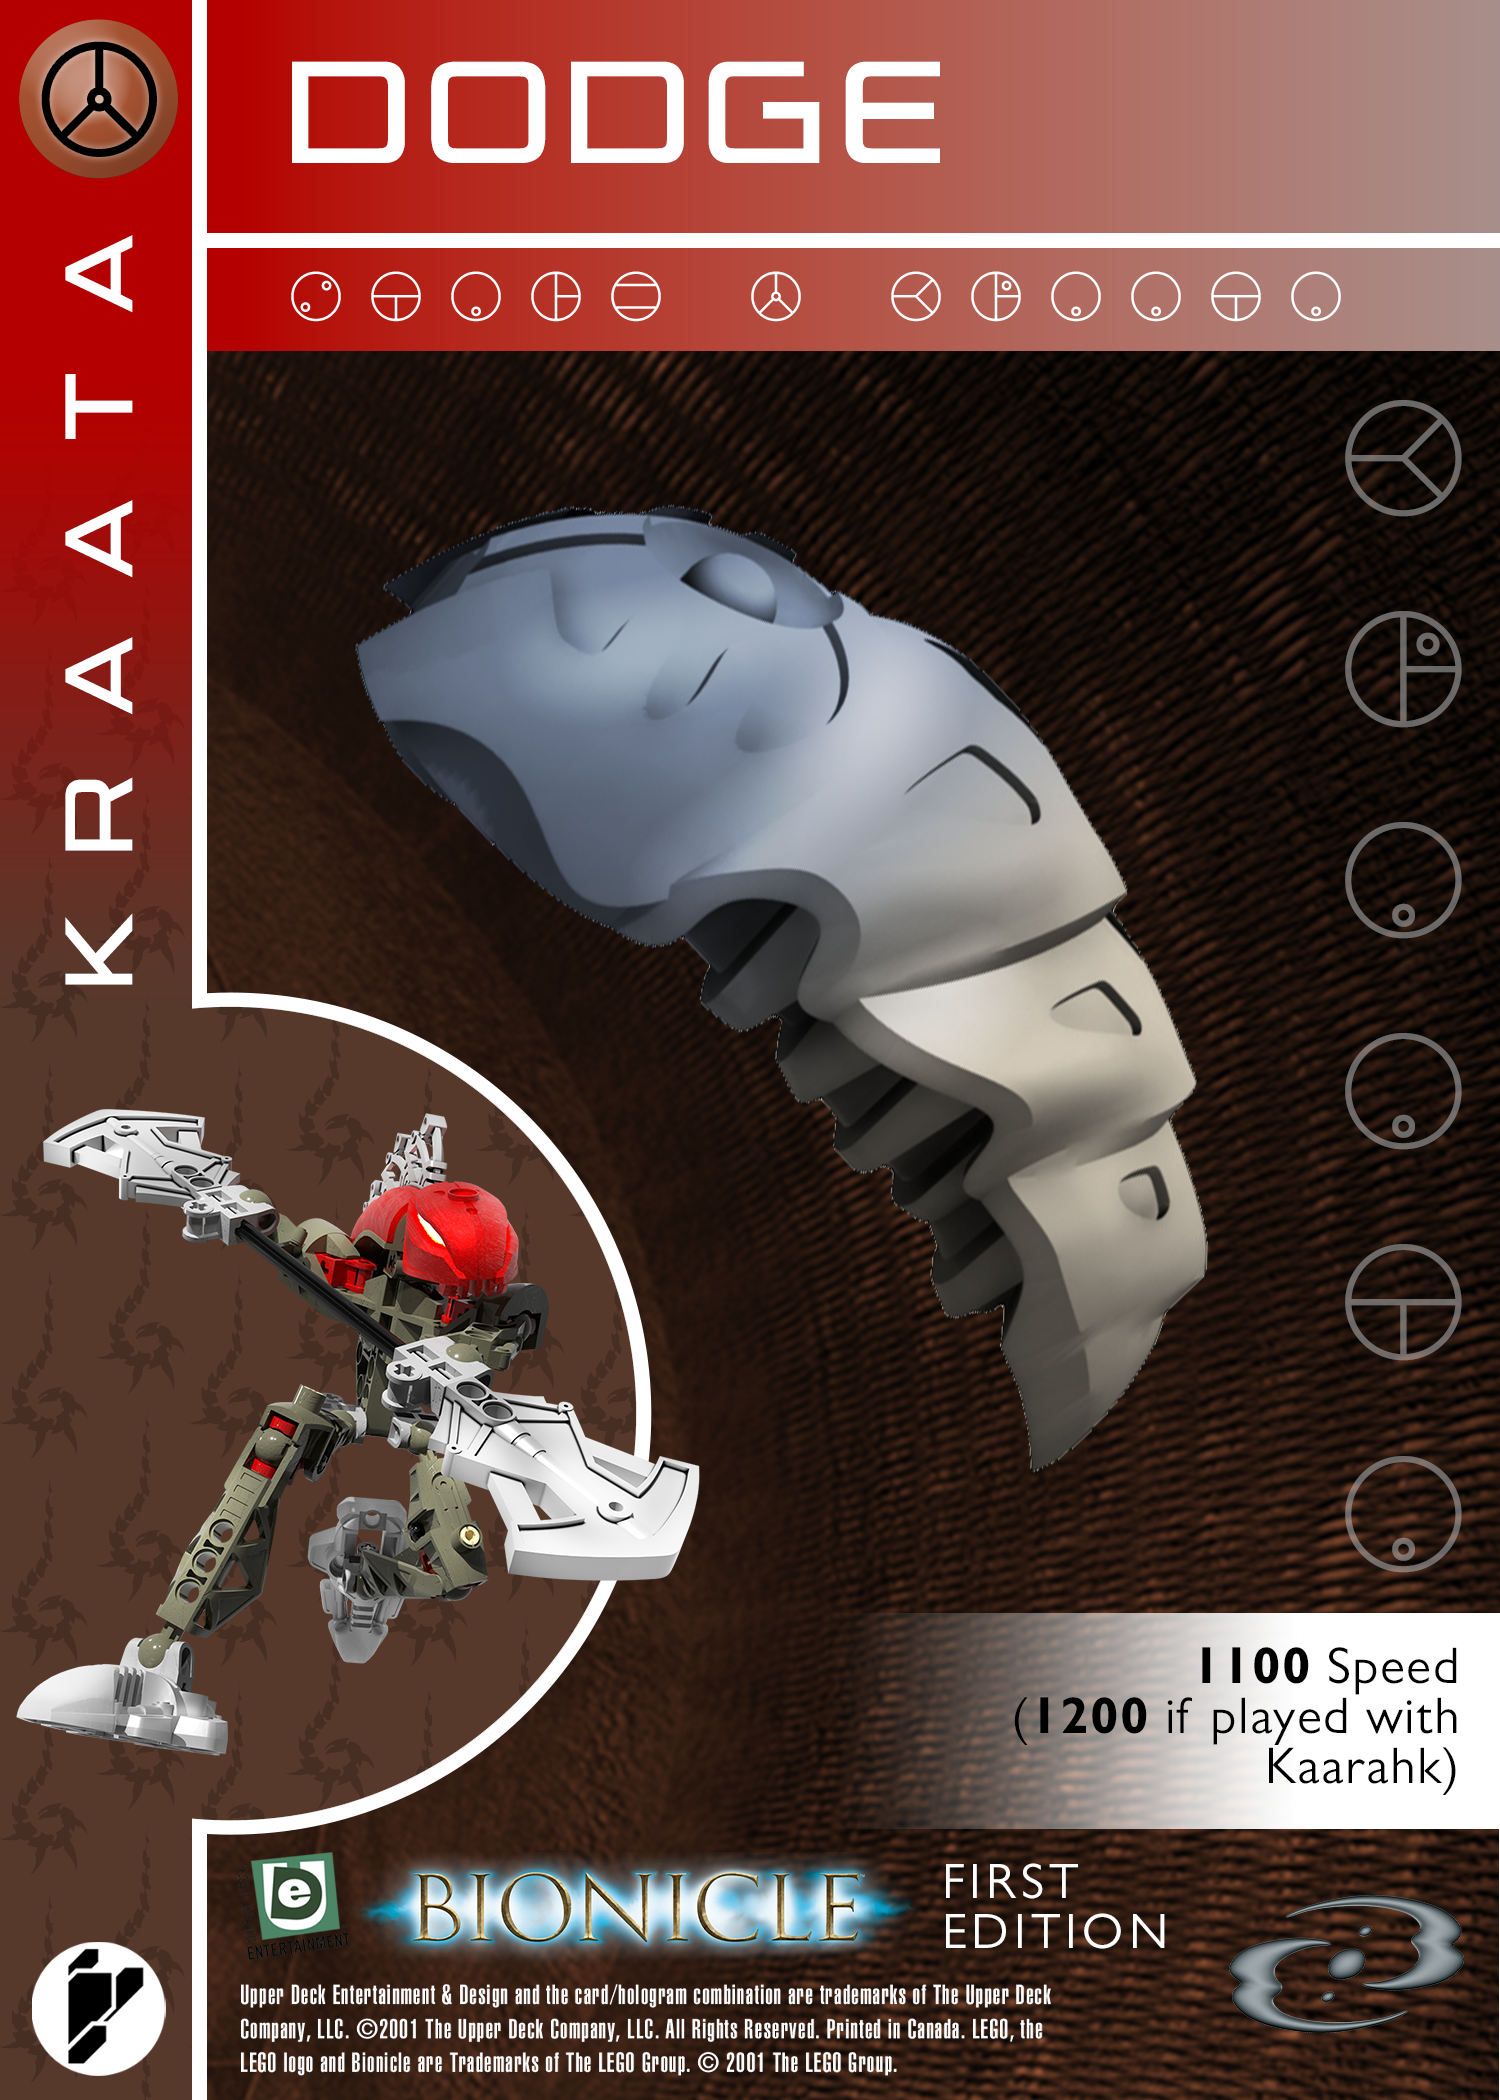 DODGE
KRAATA
1100 Speed
(1200 if played with
Kaarahk)
e
ENTERTAINMENT
BIONICLE
FIRST
EDITION
Upper Deck Entertainment & Design and the card/hologram combination are trademarks of The Upper Deck
Company, LLC. ©2001 The Upper Deck Company, LLC. All Rights Reserved. Printed in Canada. LEGO, the
LEGO logo and Bionicle are Trademarks of The LEGO Group. © 2001 The LEGO Group.